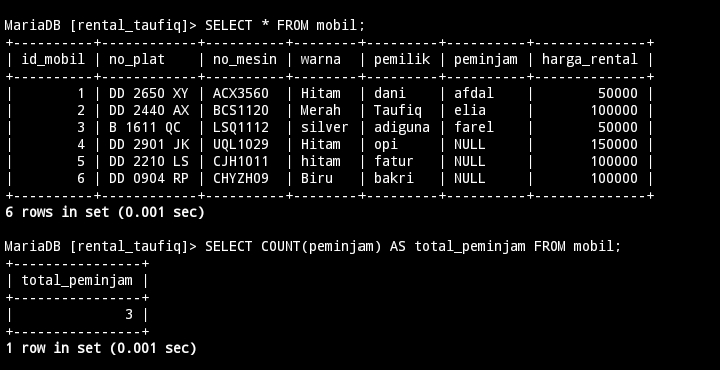 MariaDB [rental_taufiq]> SELECT * FROM mobil;
+----------+------------+----------+--------+---------+----------+--------------+
| id_mobil | no_plat    | no_mesin | warna  | pemilik | peminjam | harga_rental |
+----------+------------+----------+--------+---------+----------+--------------+
|        1 | DD 2650 XY | ACX3560  | Hitam  | dani    | afdal    |        50000 |
|        2 | DD 2440 AX | BCS1120  | Merah  | Taufiq  | elia     |       100000 |
|        3 | B 1611 QC  | LSQ1112  | silver | adiguna | farel    |        50000 |
|        4 | DD 2901 JK | UQL1029  | Hitam  | opi     | NULL     |       150000 |
|        5 | DD 2210 LS | CJH1011  | hitam  | fatur   | NULL     |       100000 |
|        6 | DD 0904 RP | CHYZH09  | Biru   | bakri   | NULL     |       100000 |
+----------+------------+----------+--------+---------+----------+--------------+
6 rows in set (0.001 sec)
MariaDB [rental_taufiq]> SELECT COUNT(peminjam) AS total_peminjam FROM mobil;
+----------------+
| total_peminjam |
+----------------+
|              3 |
+----------------+
1 row in set (0.001 sec)